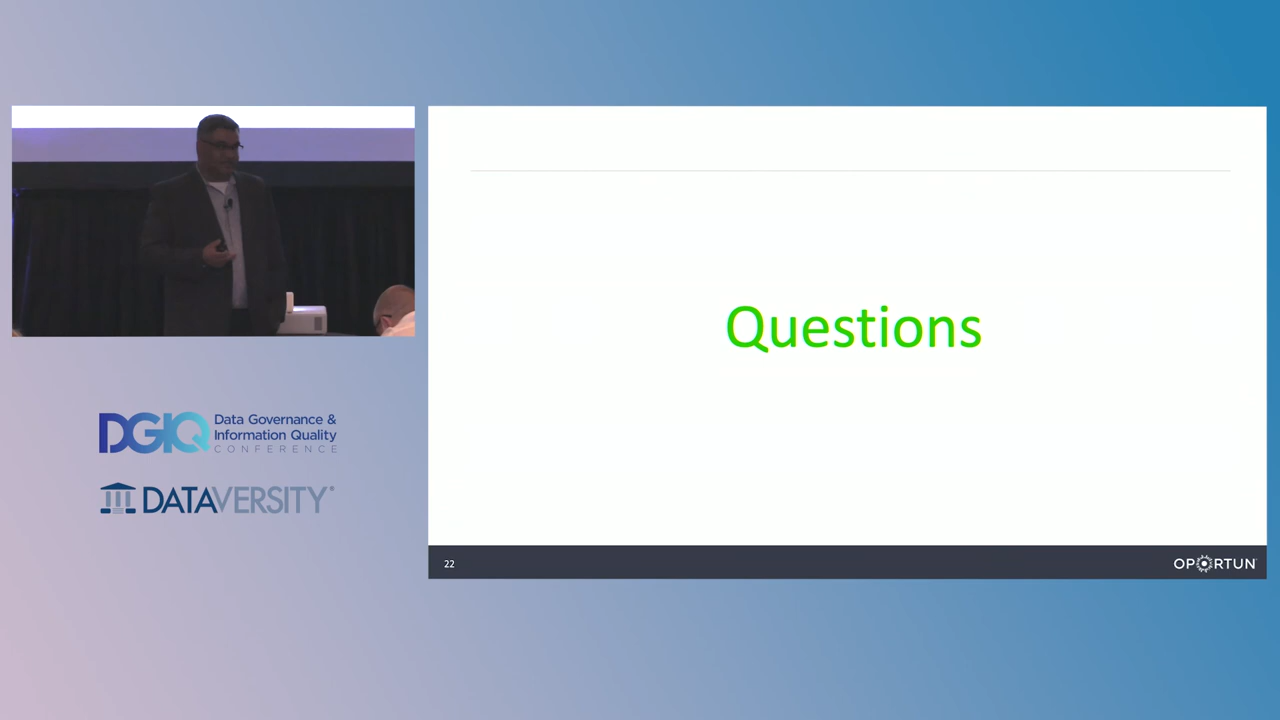 Questions
22
OPORTUN
DGIQ
Data Governance &
Information Quality
CONFERENCE
DATAVERSITY